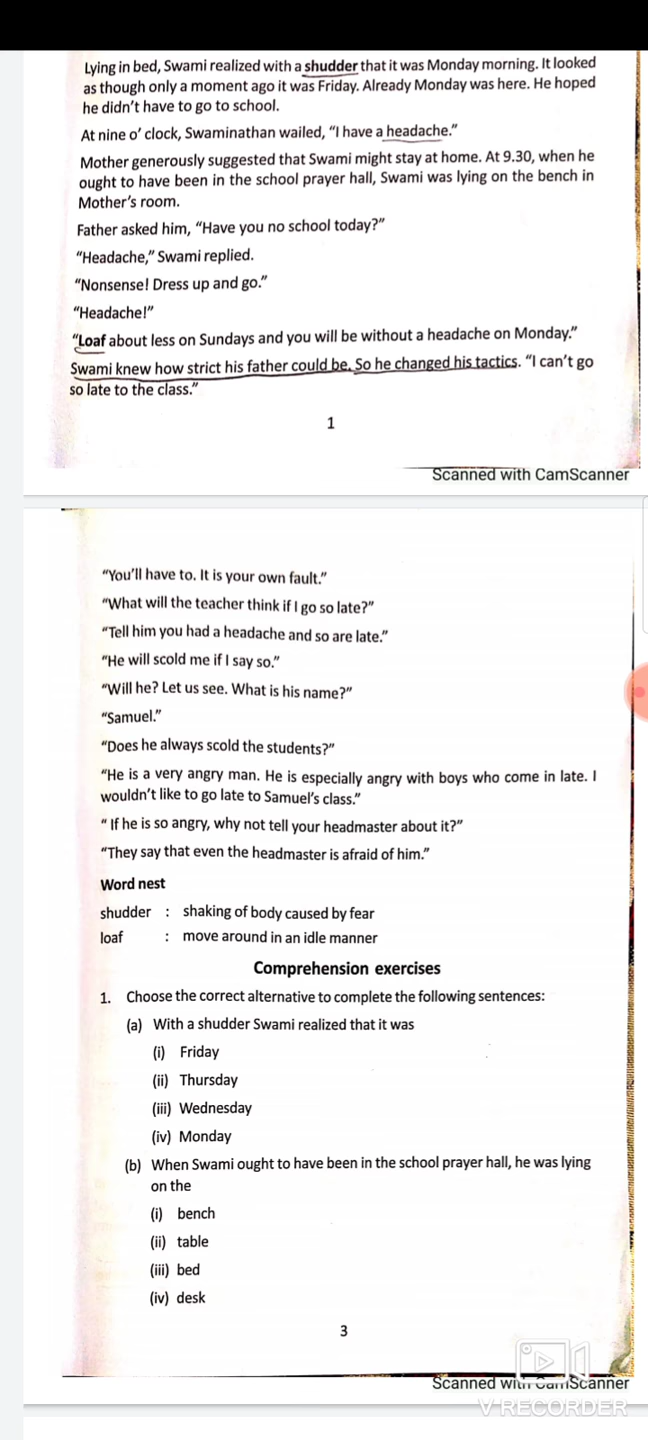 Lying in bed, Swami realized with a shudder that it was Monday morning. It looked
as though only a moment ago it was Friday. Already Monday was here. He hoped
he didn't have to go to school.
At nine o' clock, Swaminathan wailed, "I have a headache."
Mother generously suggested that Swami might stay at home. At 9.30, when he
ought to have been in the school prayer hall, Swami was lying on the bench in
Mother's room.
Father asked him, "Have you no school today?"
"Headache," Swami replied.
"Nonsense! Dress up and go."
"Headache!"
"Loaf about less on Sundays and you will be without a headache on Monday."
Swami knew how strict his father could be. So he changed his tactics. "I can't go
so late to the class."
1
Scanned with CamScanner
"You'll have to. It is your own fault."
"What will the teacher think if I go so late?"
"Tell him you had a headache and so are late."
"He will scold me if I say so."
"Will he? Let us see. What is his name?"
"Samuel."
"Does he always scold the students?"
"He is a very angry man. He is especially angry with boys who come in late. I
wouldn't like to go late to Samuel's class."
" If he is so angry, why not tell your headmaster about it?"
"They say that even the headmaster is afraid of him."
Word nest
shudder : shaking of body caused by fear
loaf : move around in an idle manner
Comprehension exercises
1. Choose the correct alternative to complete the following sentences:
(a) With a shudder Swami realized that it was
(i) Friday
(ii) Thursday
(iii) Wednesday
(iv) Monday
(b) When Swami ought to have been in the school prayer hall, he was lying
on the
(i) bench
(ii) table
(iii) bed
(iv) desk
3
Scanned with CamScanner
V RECORDER